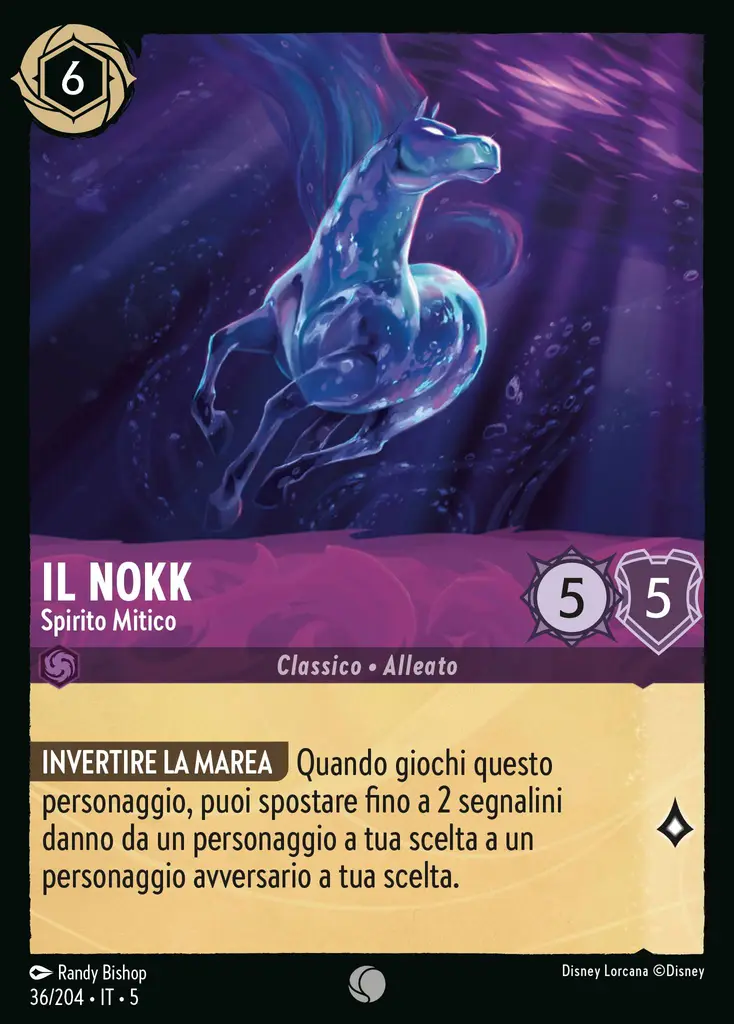 6
IL NOKK
Spirito Mitico
5 5
Classico • Alleato
INVERTIRE LA MAREA Quando giochi questo
personaggio, puoi spostare fino a 2 segnalini
danno da un personaggio a tua scelta a un
personaggio avversario a tua scelta.
Randy Bishop
36/204 • IT • 5
Disney Lorcana ©Disney